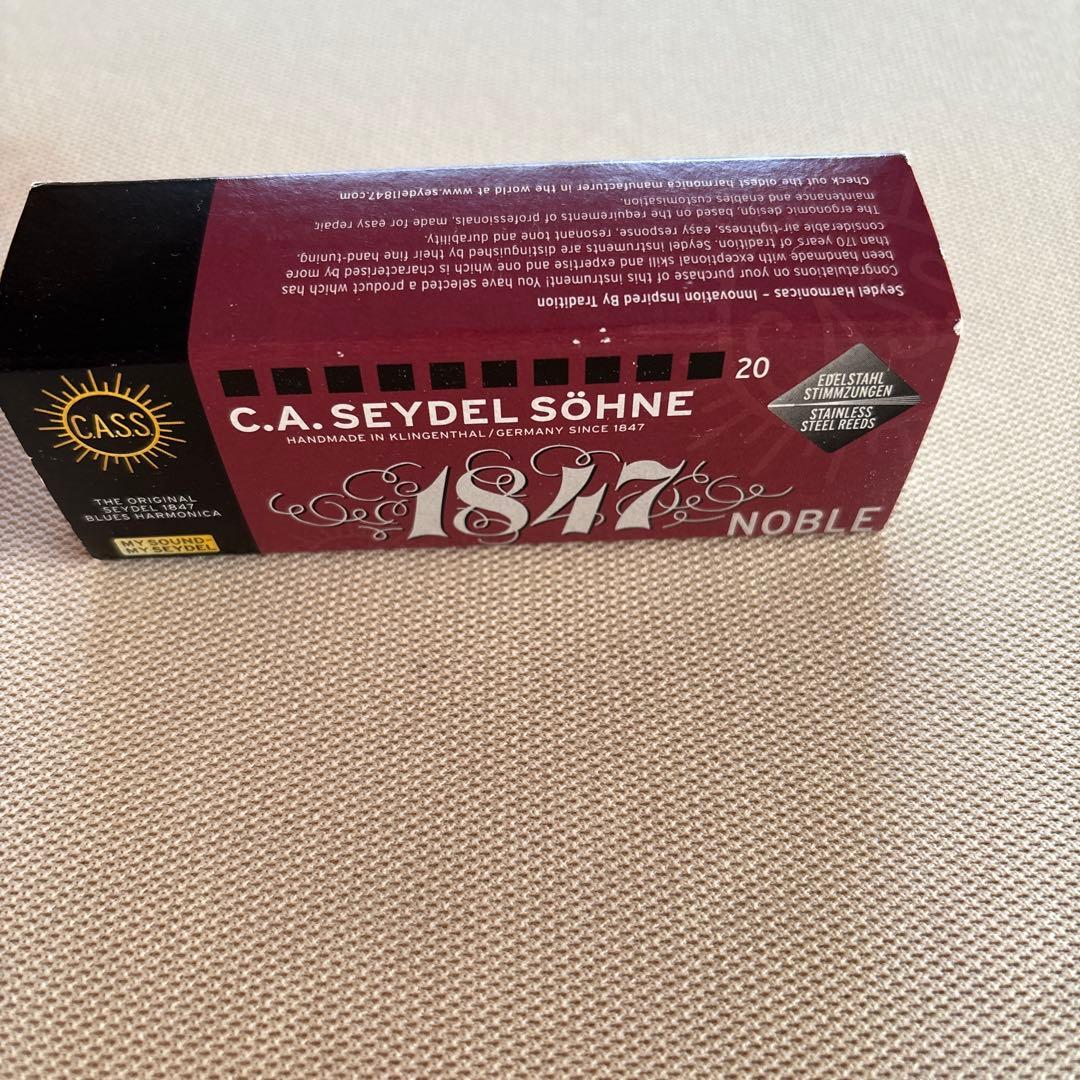 Seydel Harmonicas – Innovation Inspired By Tradition
Congratulations on your purchase of this instrument! You have selected a product which has
been handmade with exceptional skill and expertise and one which is characterised by more
than 170 years of tradition. Seydel instruments are distinguished by their fine hand-tuning,
considerable air-tightness, easy response, resonant tone and durability.
The ergonomic design, based on the requirements of professionals, made for easy repair,
maintenance and enables customisation.
Check out the oldest harmonica manufacturer in the world at www.seydel1847.com
20
C.A. SEYDEL SÖHNE
HANDMADE IN KLINGENTHAL/GERMANY SINCE 1847
1847
NOBLE
EDELSTAHL
STIMMZUNGEN
STAINLESS
STEEL REEDS
C.A.S.S.
THE ORIGINAL
SEYDEL 1847
BLUES HARMONICA
MY SOUND-
MY SEYDEL